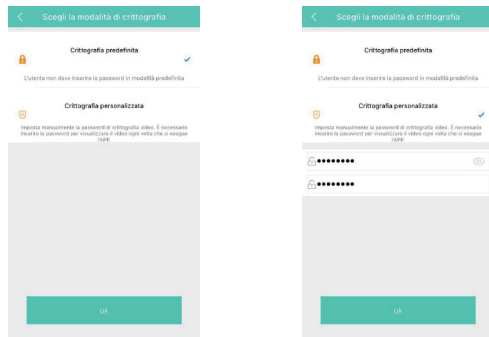 Scegli la modalità di crittografia
Crittografia predefinita
L'utente non deve inserire la password in modalità predefinita
Crittografia personalizzata
Imposta manualmente la password di crittografia video. È necessario
inserire la password per visualizzare il video ogni volta che si esegue
l'APP
ok
Scegli la modalità di crittografia
Crittografia predefinita
L'utente non deve inserire la password in modalità predefinita
Crittografia personalizzata
Imposta manualmente la password di crittografia video. È necessario
inserire la password per visualizzare il video ogni volta che si esegue
l'APP
ok